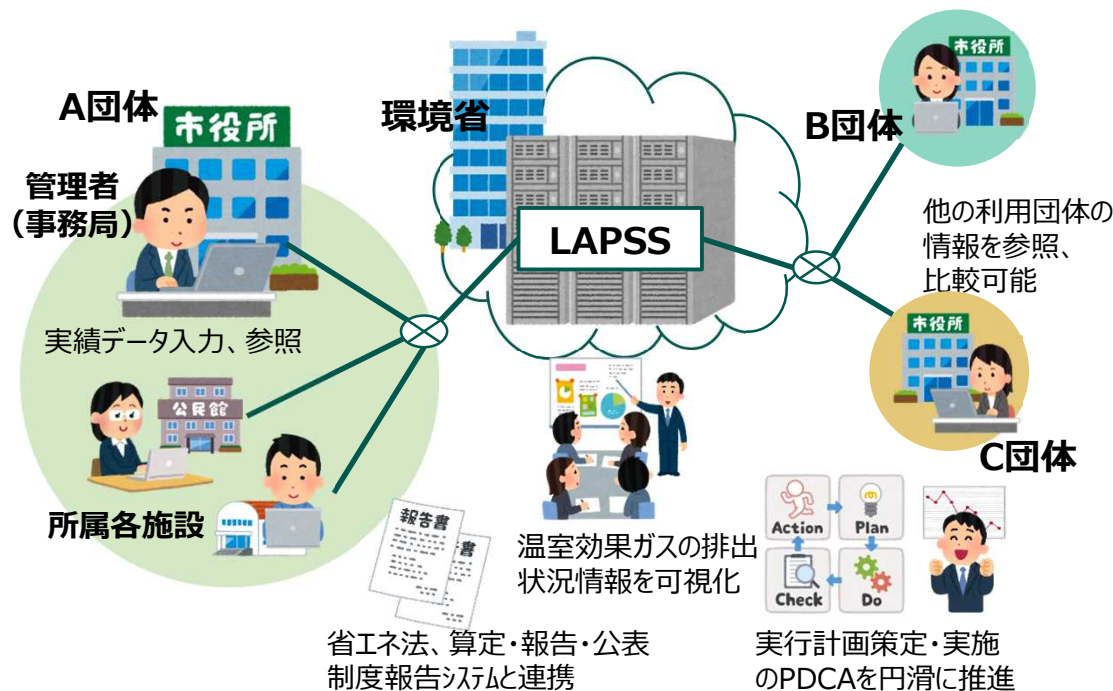 A団体
市役所
管理者
(事務局)
実績データ入力、参照
公民館
所属各施設
環境省
LAPSS
B団体
市役所
他の利用団体の
情報を参照、
比較可能
市役所
C団体
報告書
書
温室効果ガスの排出
状況情報を可視化
Action
Plan
Check
Do
省エネ法、算定・報告・公表
制度報告システムと連携
実行計画策定・実施
のPDCAを円滑に推進